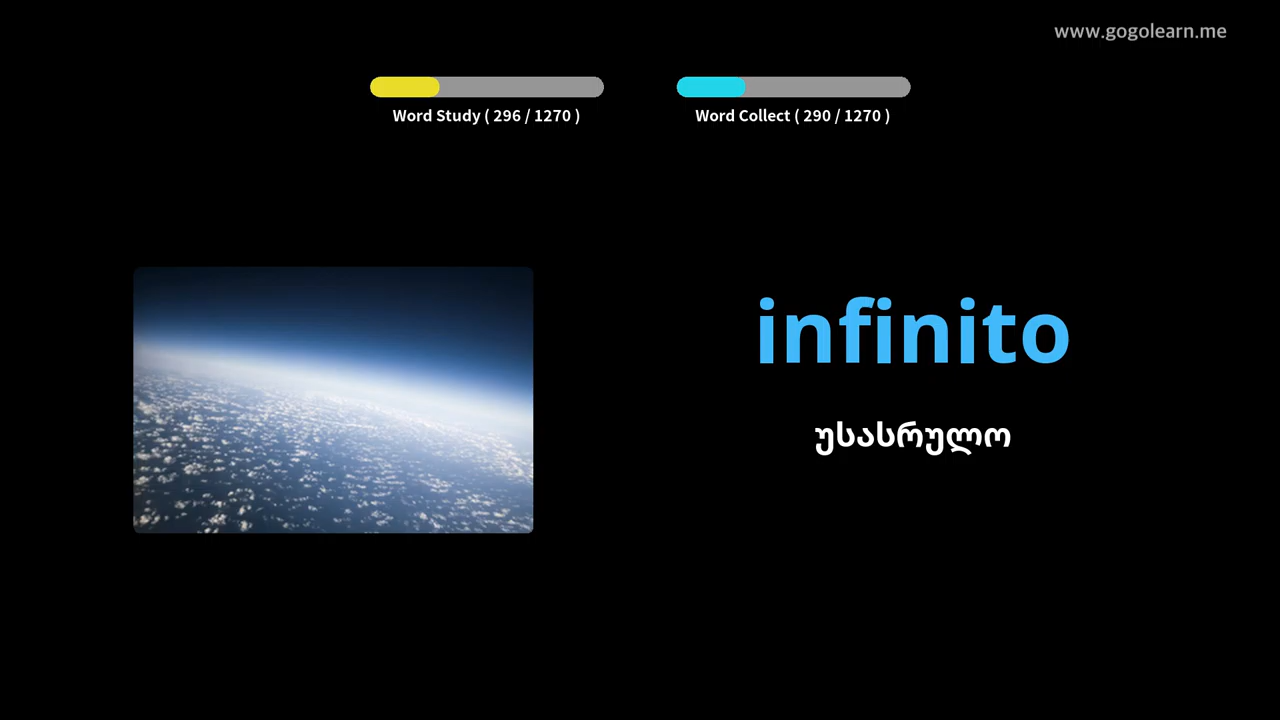 www.gogolearn.me
Word Study ( 296 / 1270 )
Word Collect ( 290 / 1270 )
infinito
უსასრულო